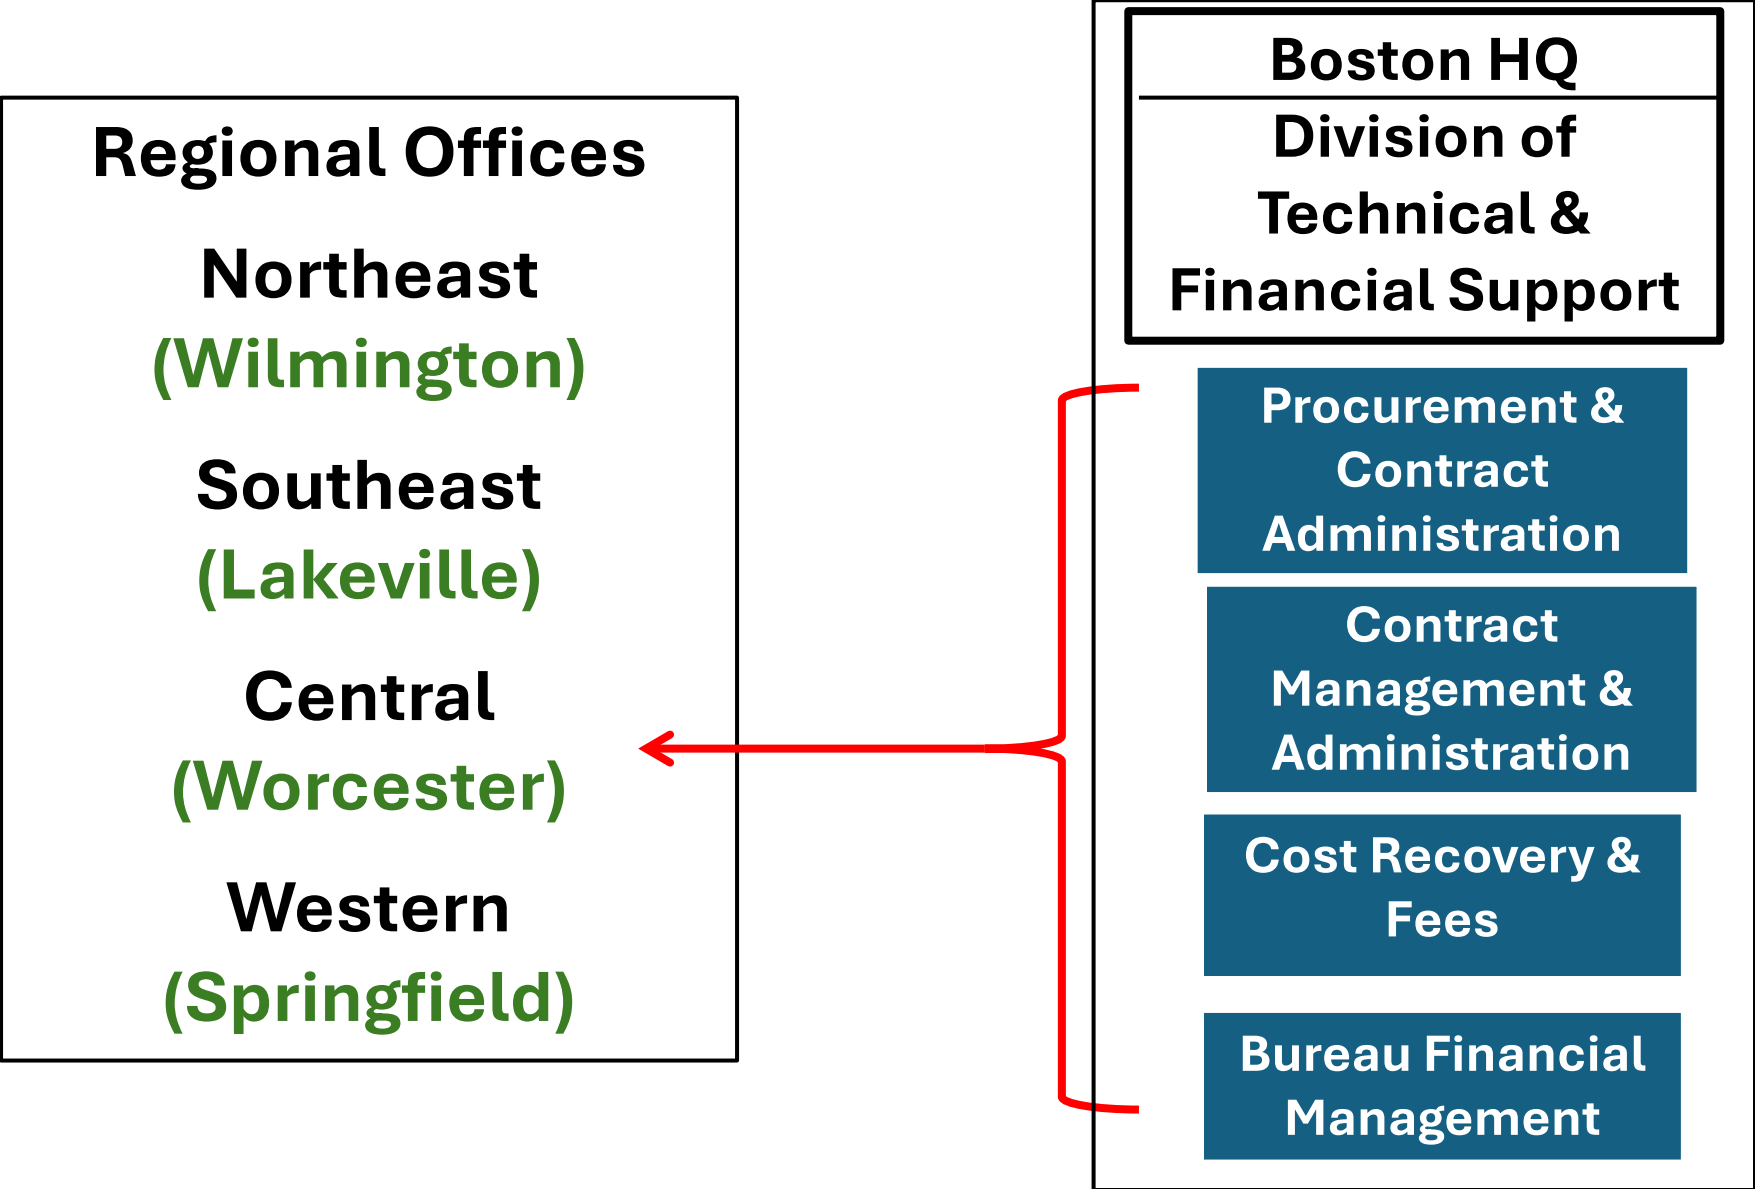 Regional Offices
Northeast
(Wilmington)
Southeast
(Lakeville)
Central
(Worcester)
Western
(Springfield)
Boston HQ
Division of
Technical &
Financial Support
Procurement &
Contract
Administration
Contract
Management &
Administration
Cost Recovery &
Fees
Bureau Financial
Management